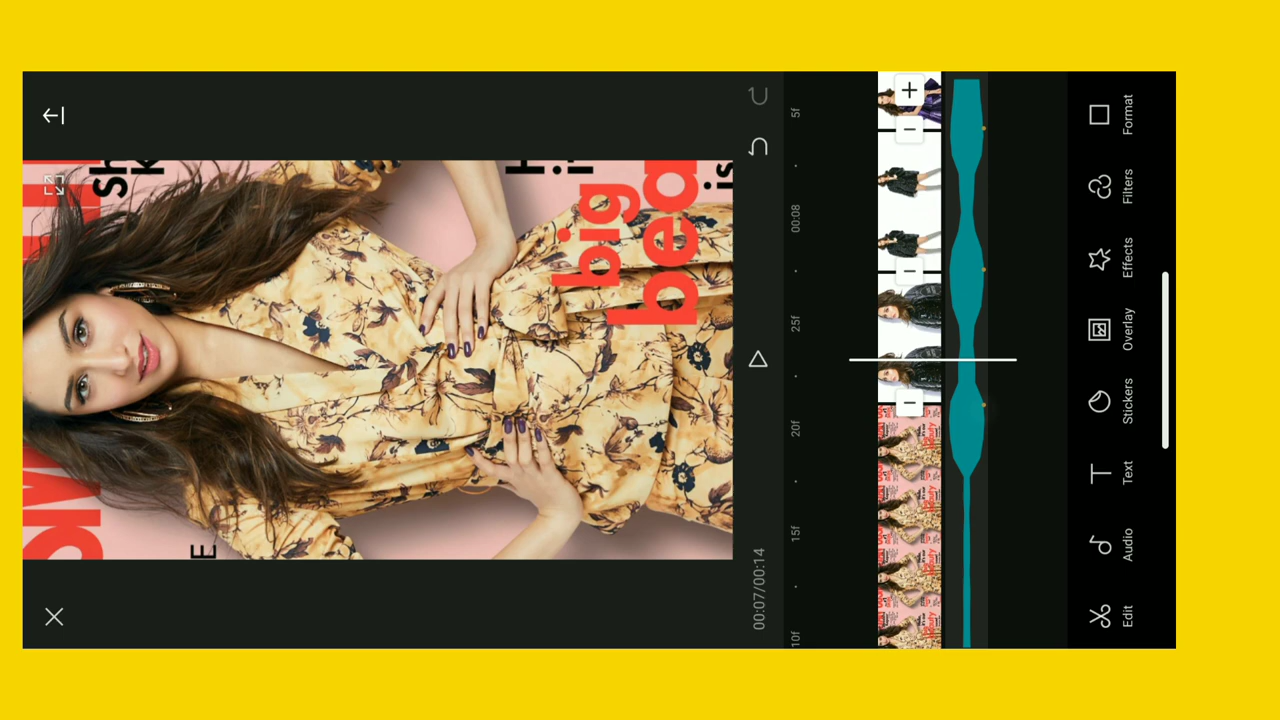 sh
k
H
i
big
bea
is
E
00:07/00:14
10f
15f
20f
25f
00:08
5f
Edit
Audio
Text
Stickers
Overlay
Effects
Filters
Format